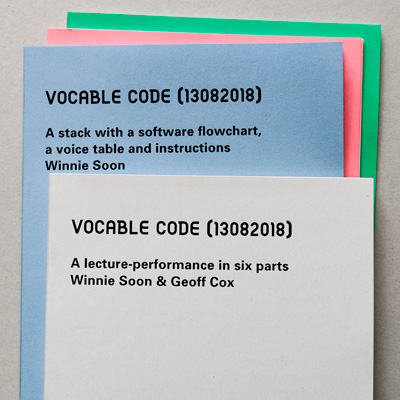 VOCABLE CODE (13082018)
A stack with a software flowchart,
a voice table and instructions
Winnie Soon
VOCABLE CODE (13082018)
A lecture-performance in six parts
Winnie Soon & Geoff Cox